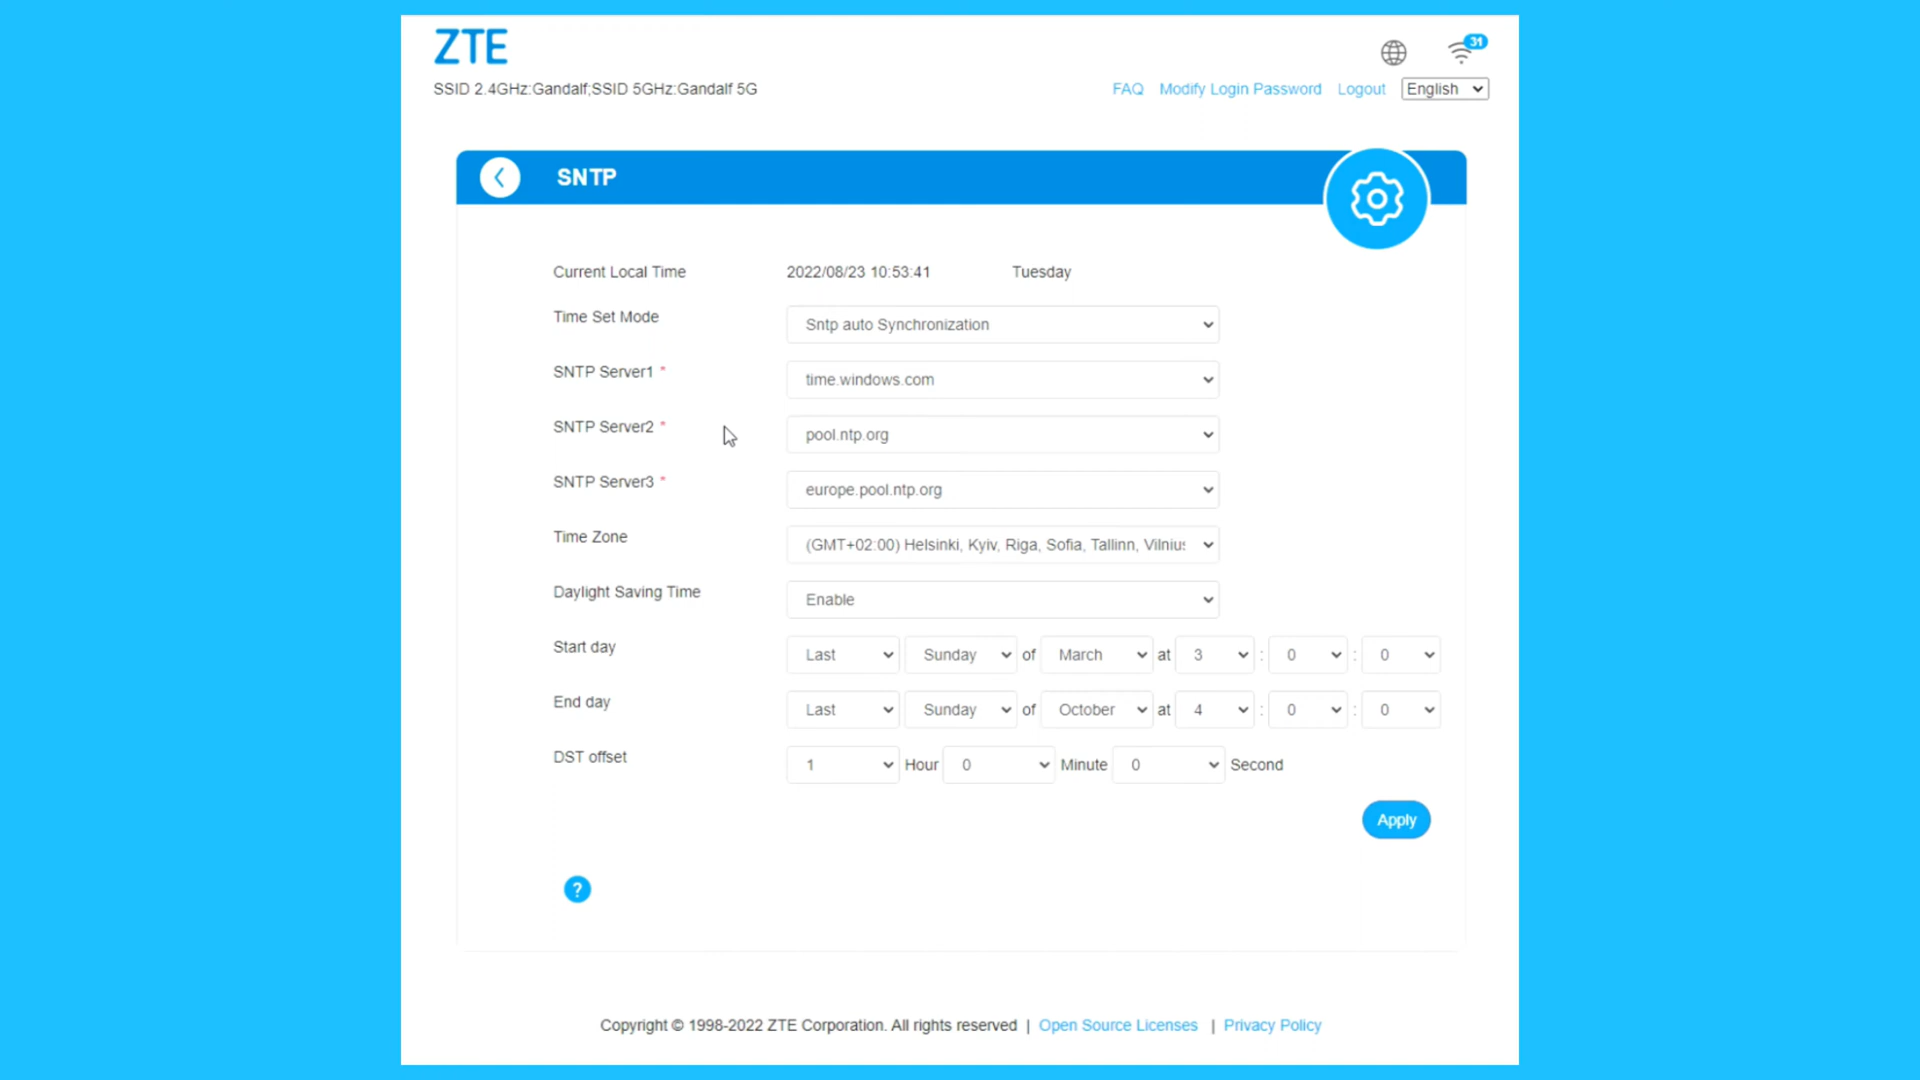 ZTE
31
SSID 2.4GHz:Gandalf;SSID 5GHz:Gandalf 5G
FAQ Modify Login Password Logout English
SNTP
Current Local Time 2022/08/23 10:53:41 Tuesday
Time Set Mode Sntp auto Synchronization
SNTP Server1 * time.windows.com
SNTP Server2 * pool.ntp.org
SNTP Server3 * europe.pool.ntp.org
Time Zone (GMT+02:00) Helsinki, Kyiv, Riga, Sofia, Tallinn, Vilnius
Daylight Saving Time Enable
Start day Last Sunday of March at 3 : 0 : 0
End day Last Sunday of October at 4 : 0 : 0
DST offset 1 Hour 0 Minute 0 Second
Apply
?
Copyright © 1998-2022 ZTE Corporation. All rights reserved | Open Source Licenses | Privacy Policy